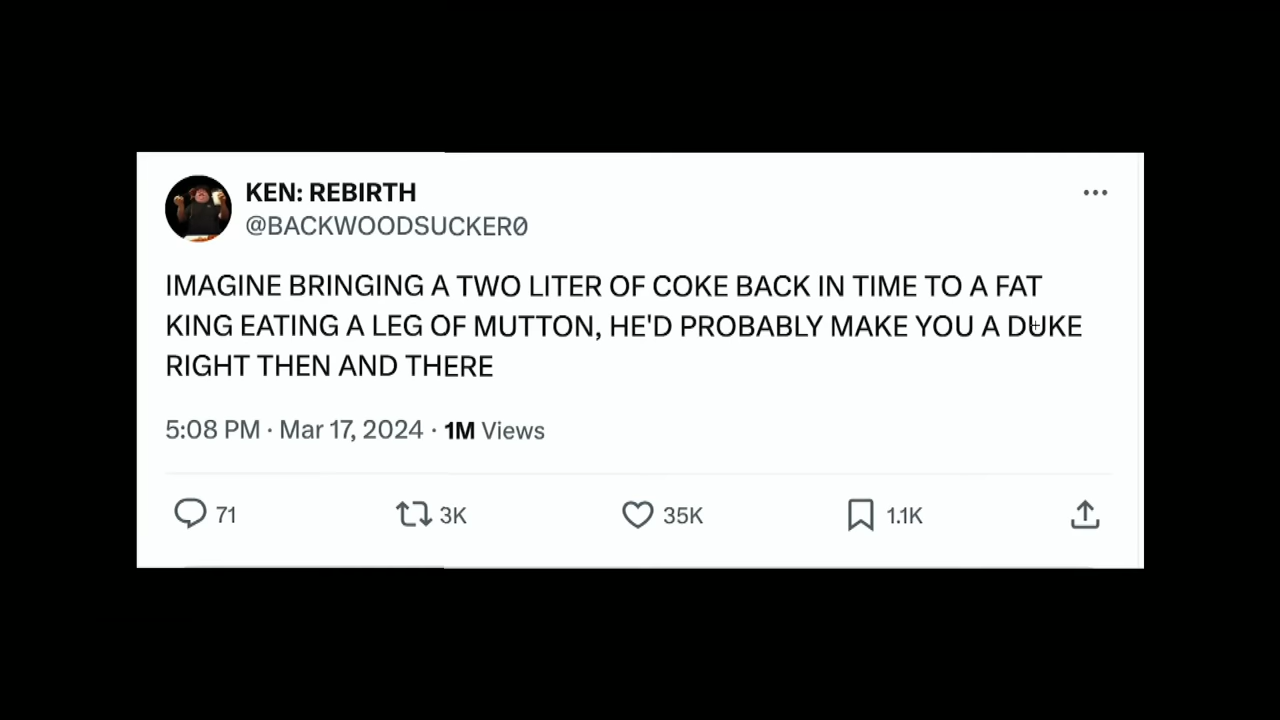 KEN: REBIRTH
@BACKWOODSUCKER0
IMAGINE BRINGING A TWO LITER OF COKE BACK IN TIME TO A FAT
KING EATING A LEG OF MUTTON, HE'D PROBABLY MAKE YOU A DUKE
RIGHT THEN AND THERE
5:08 PM · Mar 17, 2024 · 1M Views
71 3K 35K 1.1K